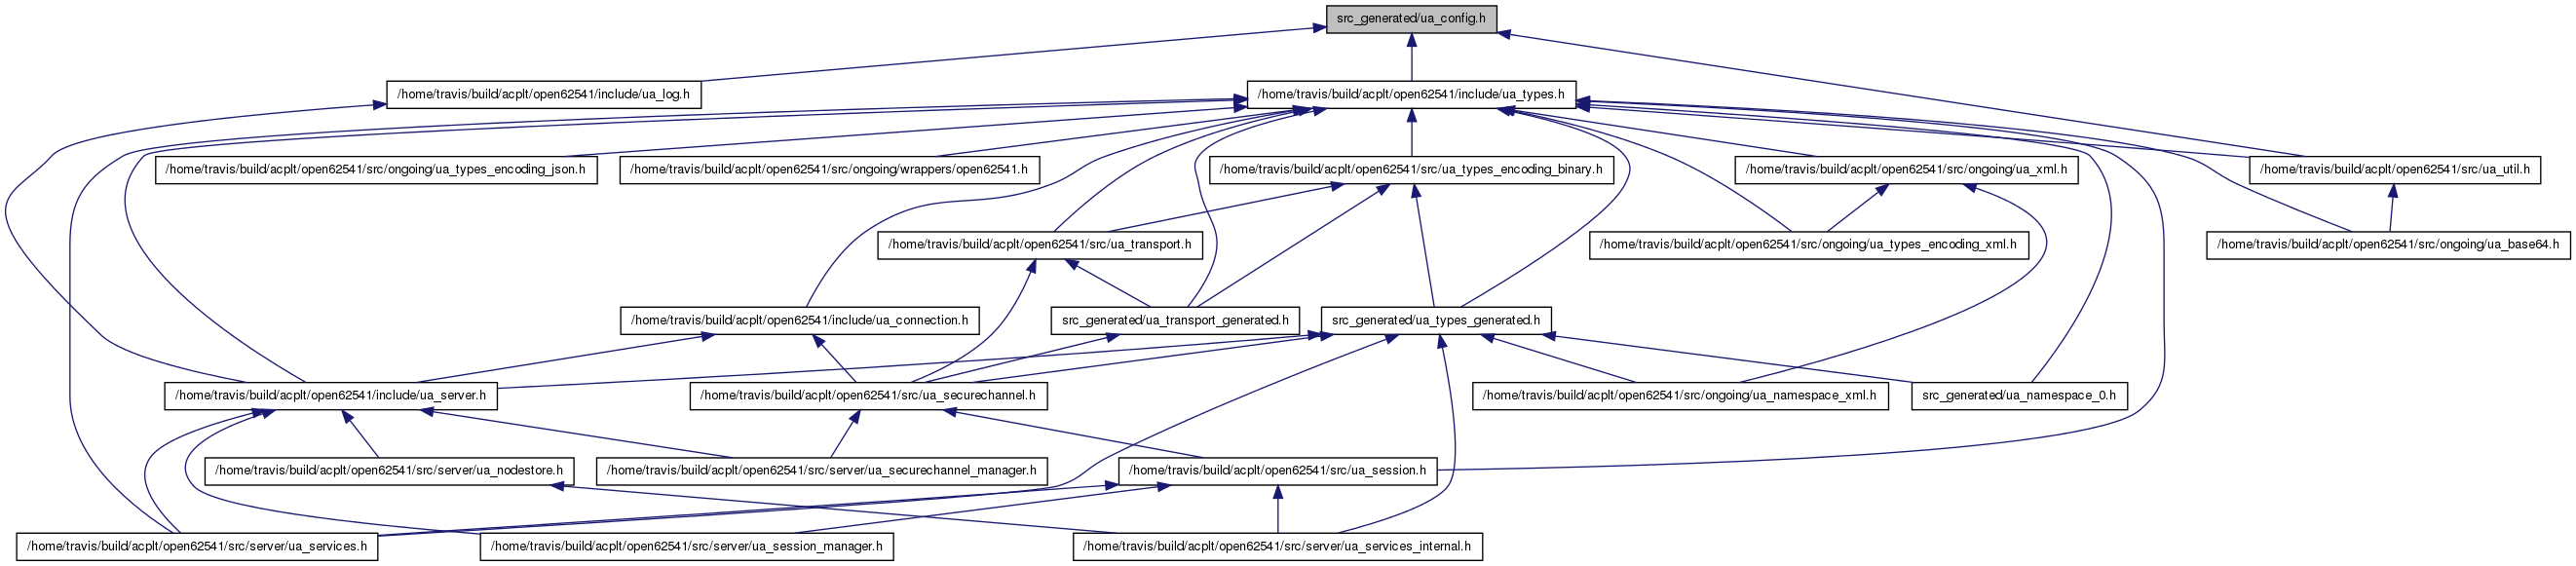 src_generated/ua_config.h
/home/travis/build/acplt/open62541/include/ua_log.h
/home/travis/build/acplt/open62541/include/ua_types.h
/home/travis/build/acplt/open62541/src/ongoing/ua_types_encoding_json.h
/home/travis/build/acplt/open62541/src/ongoing/wrappers/open62541.h
/home/travis/build/acplt/open62541/src/ua_types_encoding_binary.h
/home/travis/build/acplt/open62541/src/ongoing/ua_xml.h
/home/travis/build/acplt/open62541/src/ua_util.h
/home/travis/build/acplt/open62541/src/ua_transport.h
/home/travis/build/acplt/open62541/src/ongoing/ua_types_encoding_xml.h
/home/travis/build/acplt/open62541/src/ongoing/ua_base64.h
/home/travis/build/acplt/open62541/include/ua_connection.h
src_generated/ua_transport_generated.h
src_generated/ua_types_generated.h
/home/travis/build/acplt/open62541/include/ua_server.h
/home/travis/build/acplt/open62541/src/ua_securechannel.h
/home/travis/build/acplt/open62541/src/ongoing/ua_namespace_xml.h
src_generated/ua_namespace_0.h
/home/travis/build/acplt/open62541/src/server/ua_nodestore.h
/home/travis/build/acplt/open62541/src/server/ua_securechannel_manager.h
/home/travis/build/acplt/open62541/src/ua_session.h
/home/travis/build/acplt/open62541/src/server/ua_services.h
/home/travis/build/acplt/open62541/src/server/ua_session_manager.h
/home/travis/build/acplt/open62541/src/server/ua_services_internal.h